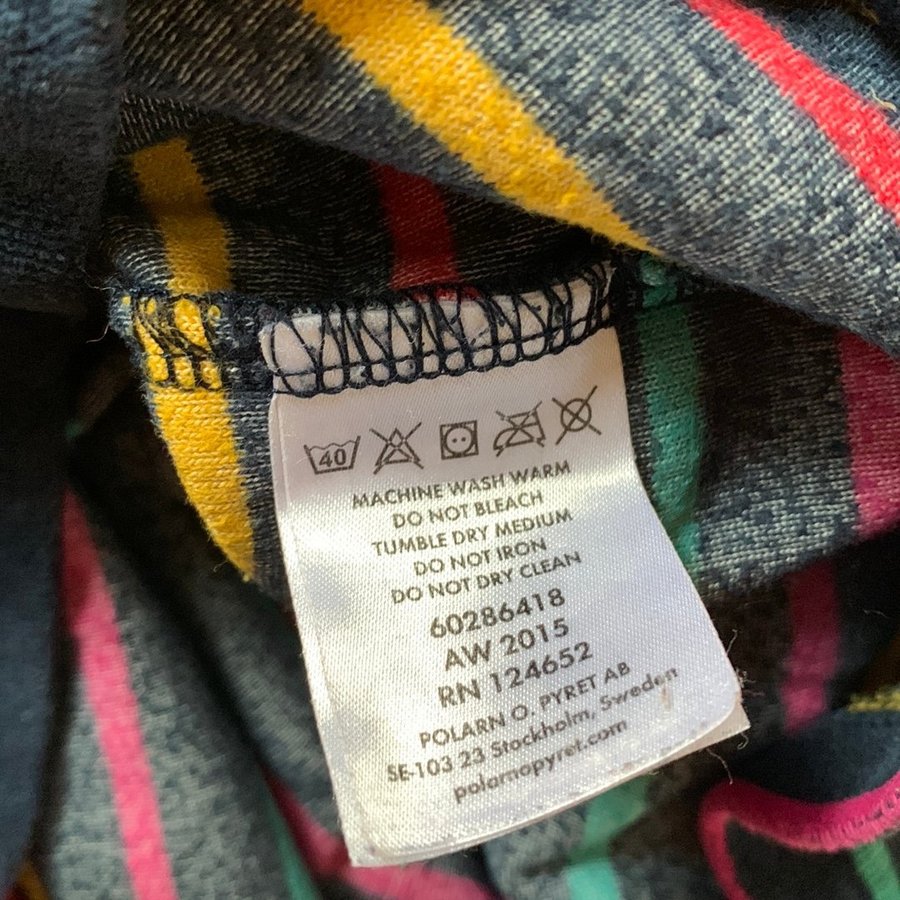 40
MACHINE WASH WARM
DO NOT BLEACH
TUMBLE DRY MEDIUM
DO NOT IRON
DO NOT DRY CLEAN
60286418
AW 2015
RN 124652
POLARN O. PYRET AB
SE-103 23 Stockholm, Sweden
polarnopyret.com